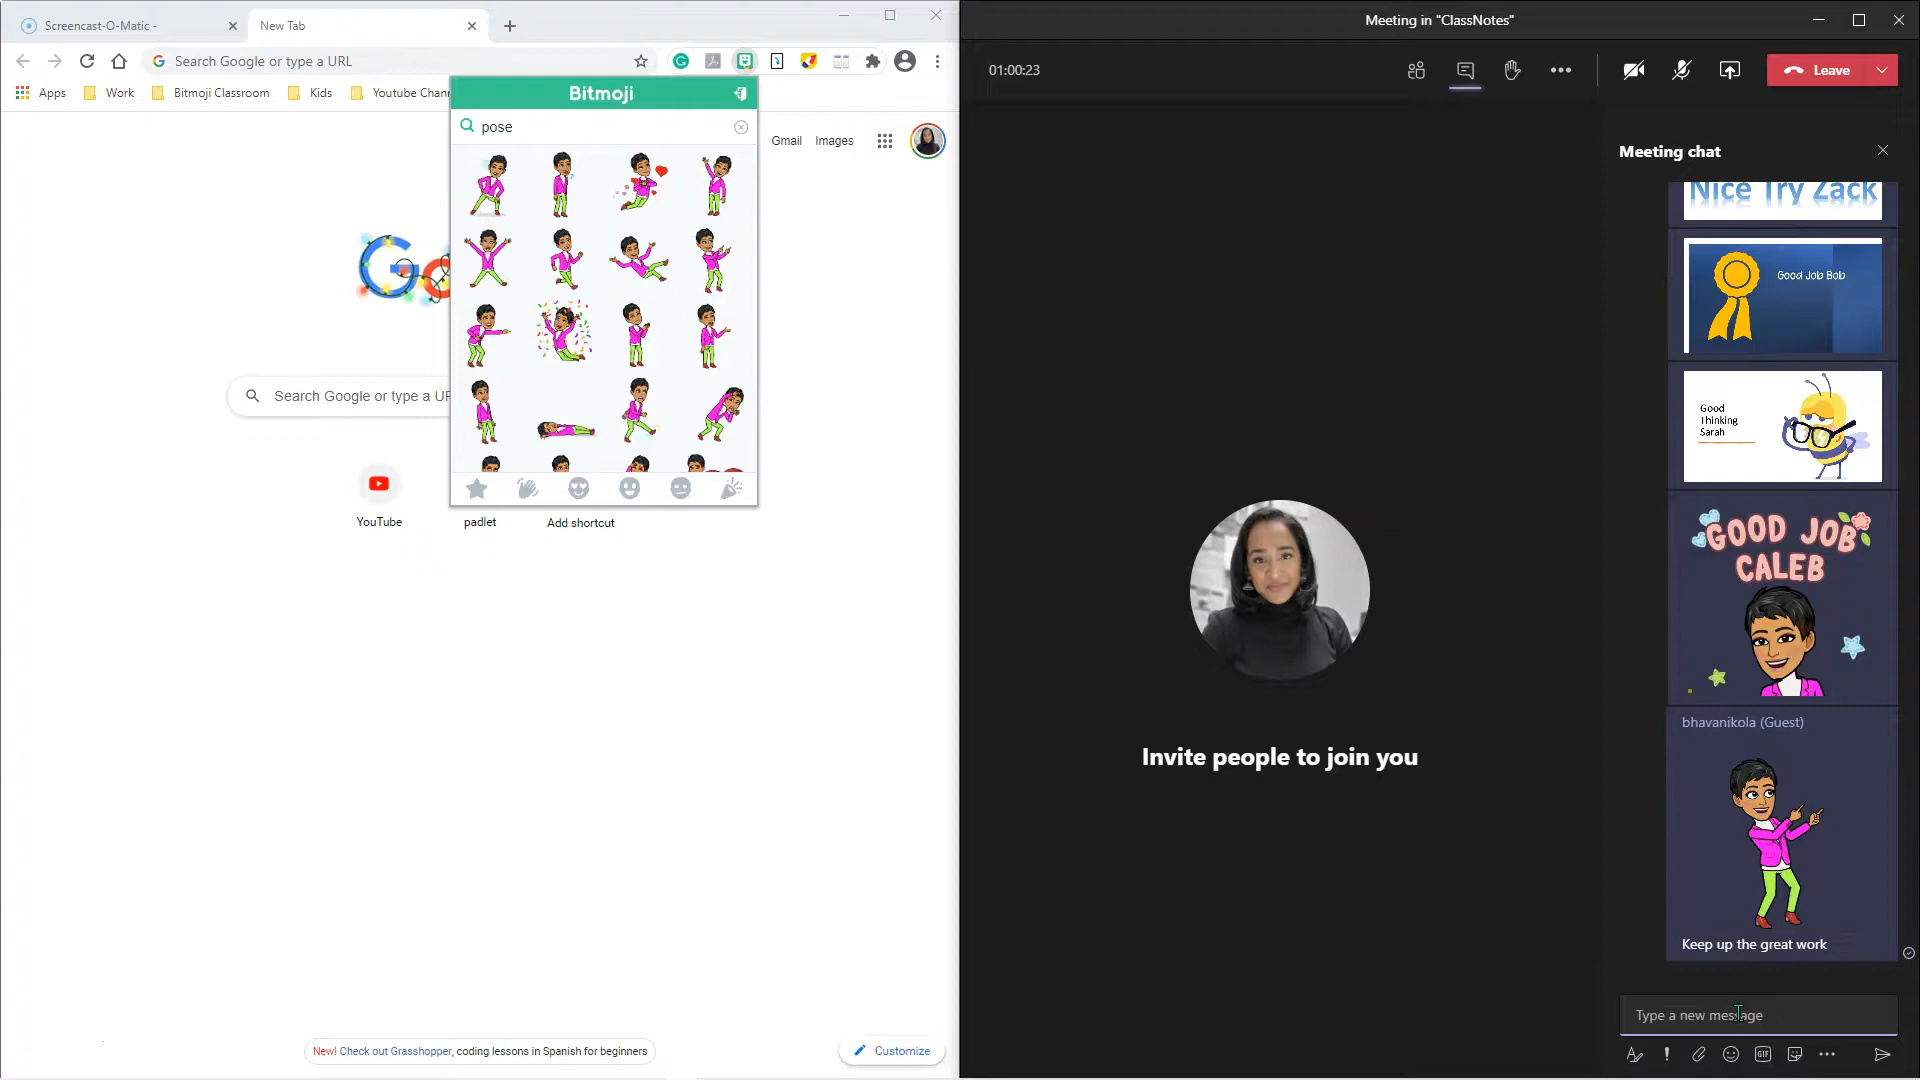 Screencast-O-Matic -
New Tab
Search Google or type a URL
Apps
Work
Bitmoji Classroom
Kids
Youtube Chann
Bitmoji
pose
Gmail
Images
Search Google or type a UR
YouTube
padlet
Add shortcut
New! Check out Grasshopper, coding lessons in Spanish for beginners
Customize
Meeting in "ClassNotes"
01:00:23
Leave
Meeting chat
Nice Try Zack
Good Job Bob
Good
Thinking
Sarah
GOOD JOB
CALEB
bhavanikola (Guest)
Keep up the great work
Invite people to join you
Type a new message
GIF